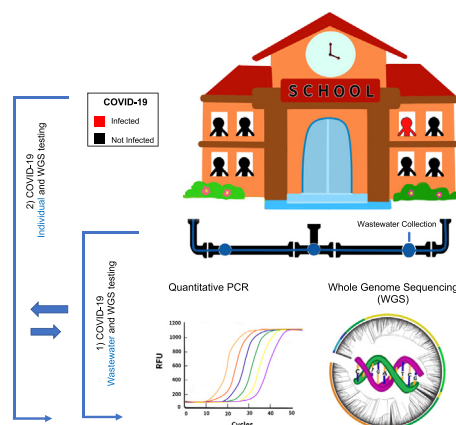 SCHOOL
COVID-19
Infected
Not Infected
2) COVID-19
Individual and WGS testing
1) COVID-19
Wastewater and WGS testing
Wastewater Collection
Quantitative PCR
Whole Genome Sequencing
(WGS)
1200
1000
800
600
400
200
0
RFU
0 10 20 30 40 50
Cycles